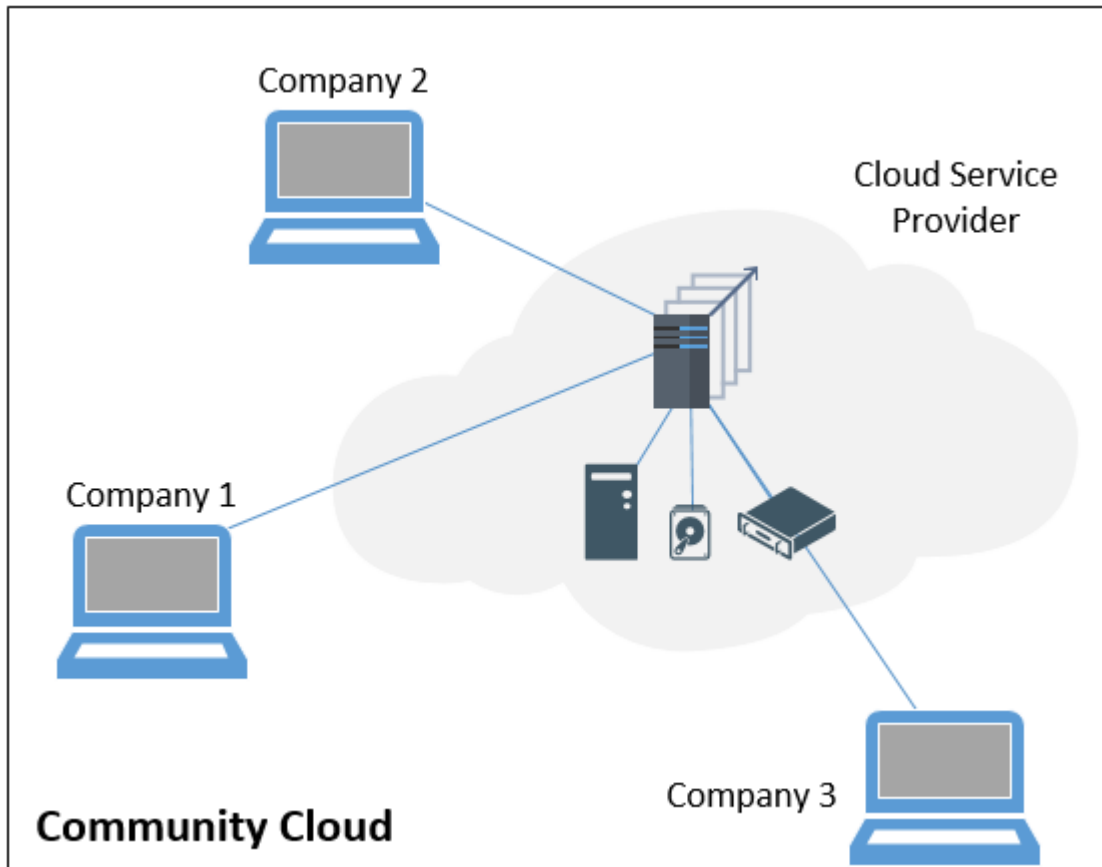 Company 2
Cloud Service
Provider
Company 1
Company 3
Community Cloud